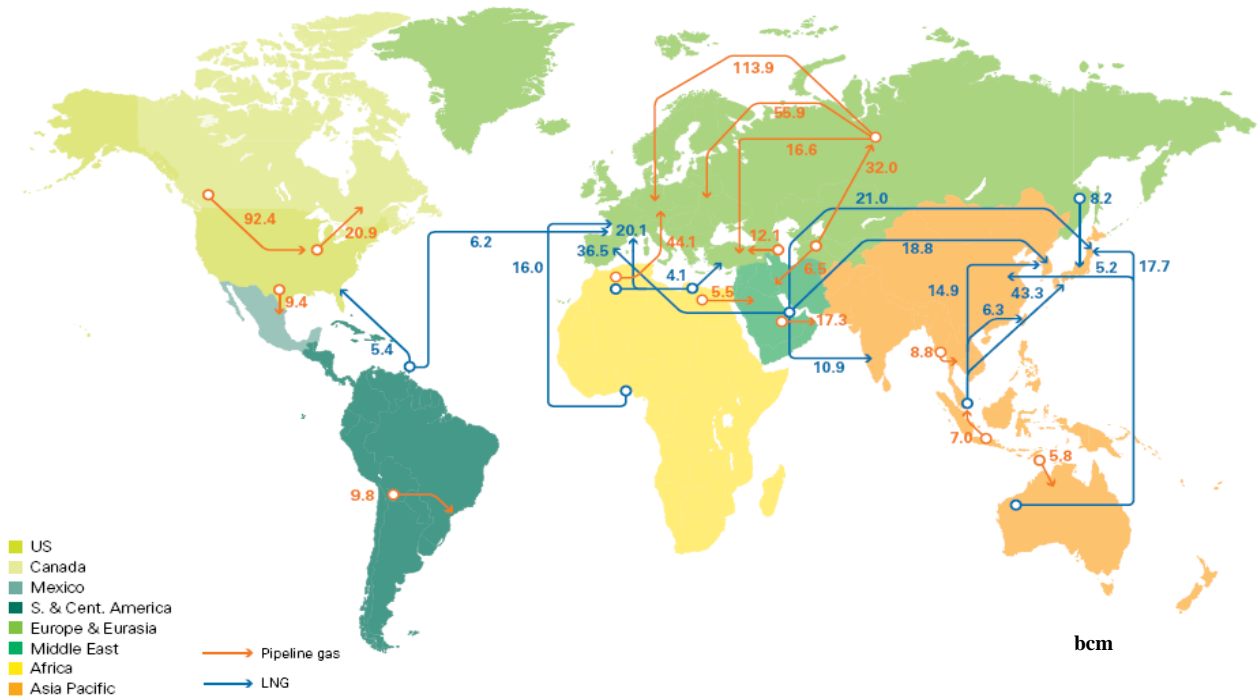 113.9
55.9
16.6
32.0
92.4
20.9
6.2
20.1
36.5
44.1
12.1
21.0
8.2
18.8
16.0
4.1
6.5
5.2
17.7
9.4
5.5
14.9
43.3
6.3
17.3
5.4
10.9
8.8
7.0
5.8
9.8
US
Canada
Mexico
S. & Cent. America
Europe & Eurasia
Middle East
Africa
Asia Pacific
Pipeline gas
LNG
bcm